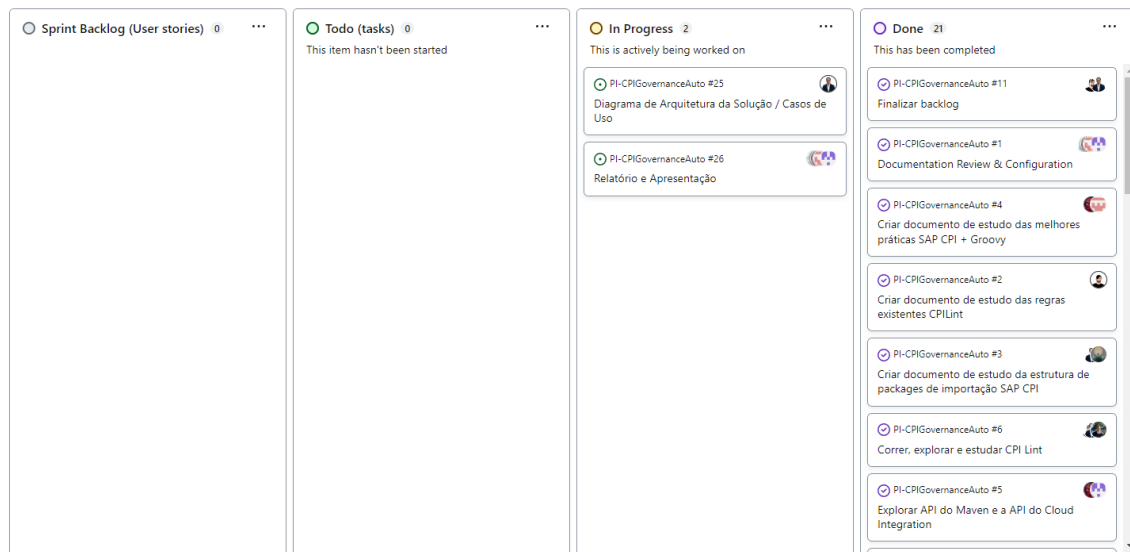 Sprint Backlog (User stories) 0 ...
Todo (tasks) 0 ...
This item hasn't been started
In Progress 2 ...
This is actively being worked on
PI-CPIGovernanceAuto #25
Diagrama de Arquitetura da Solução / Casos de
Uso
PI-CPIGovernanceAuto #26
Relatório e Apresentação
Done 21 ...
This has been completed
PI-CPIGovernanceAuto #11
Finalizar backlog
PI-CPIGovernanceAuto #1
Documentation Review & Configuration
PI-CPIGovernanceAuto #4
Criar documento de estudo das melhores
práticas SAP CPI + Groovy
PI-CPIGovernanceAuto #2
Criar documento de estudo das regras
existentes CPILint
PI-CPIGovernanceAuto #3
Criar documento de estudo da estrutura de
packages de importação SAP CPI
PI-CPIGovernanceAuto #6
Correr, explorar e estudar CPI Lint
PI-CPIGovernanceAuto #5
Explorar API do Maven e a API do Cloud
Integration